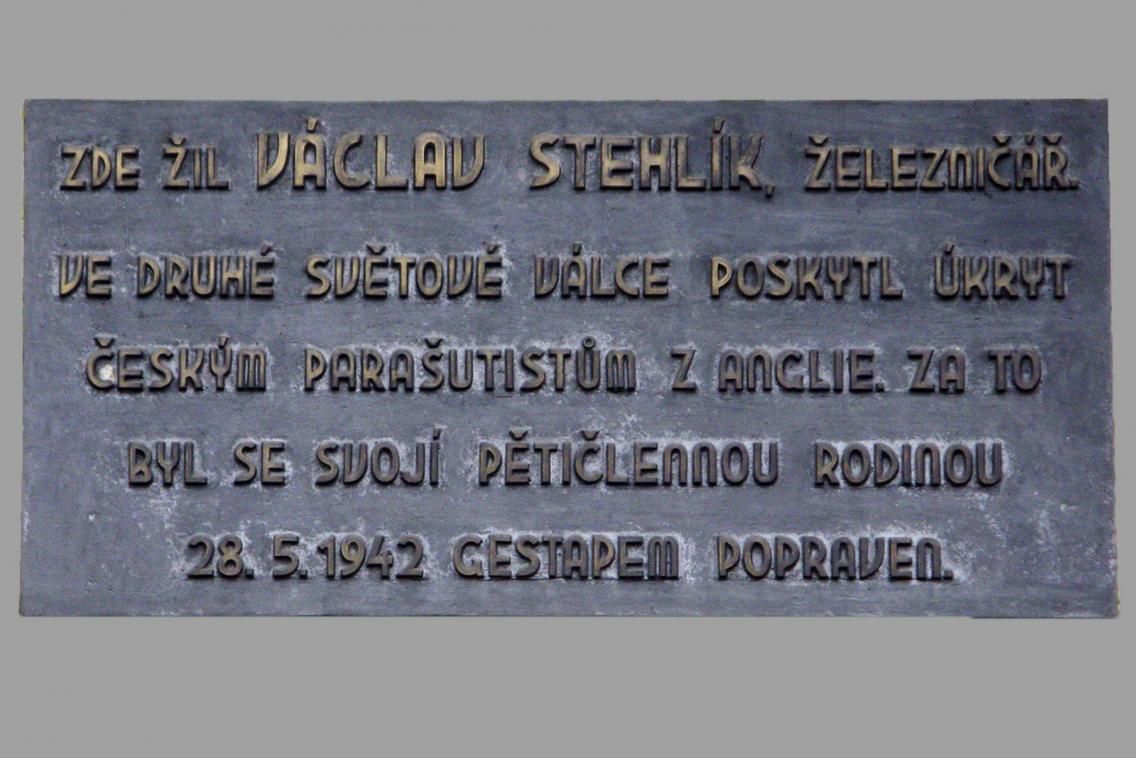 ZDE ŽIL VÁCLAV STEHLÍK, ŽELEZNIČÁŘ.
VE DRUHÉ SVĚTOVÉ VÁLCE POSKYTL ÚKRYT
ČESKÝM PARAŠUTISTŮM Z ANGLIE. ZA TO
BYL SE SVOJÍ PĚTIČLENNOU RODINOU
28. 5. 1942 GESTAPEM POPRAVEN.